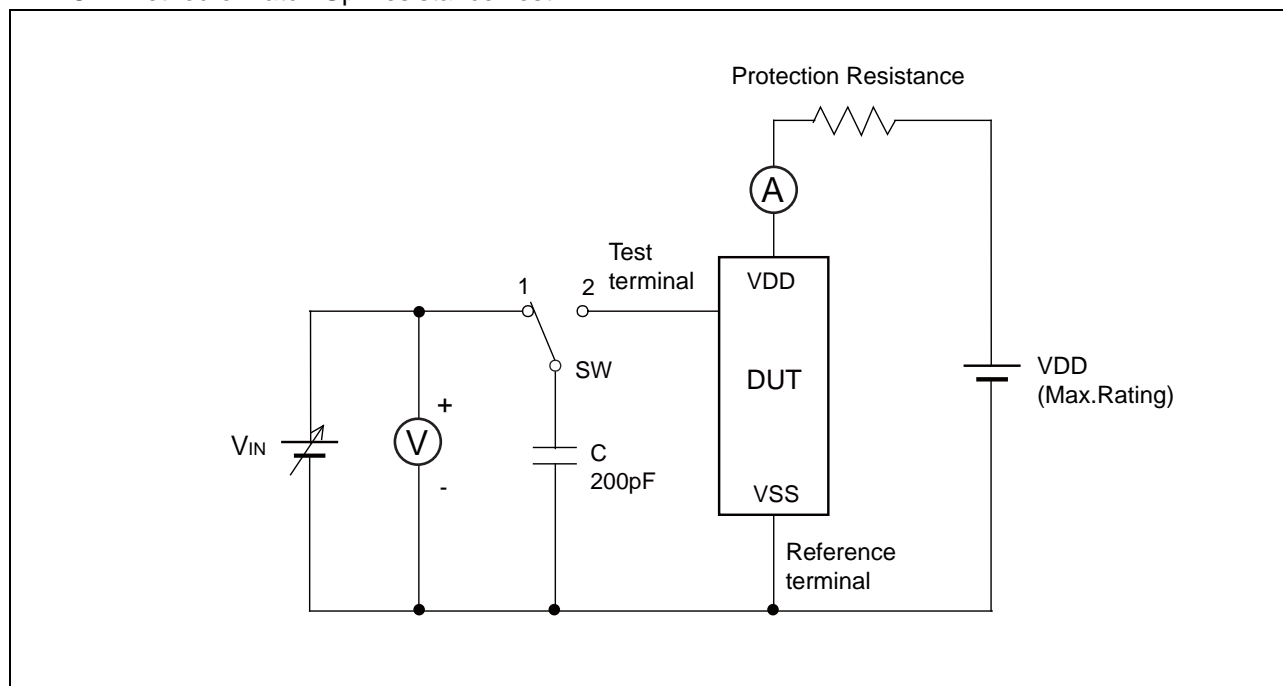 Protection Resistance
A
Test
terminal
VDD
1
2
SW
DUT
VDD
(Max.Rating)
VIN
+
V
-
C
200pF
VSS
Reference
terminal